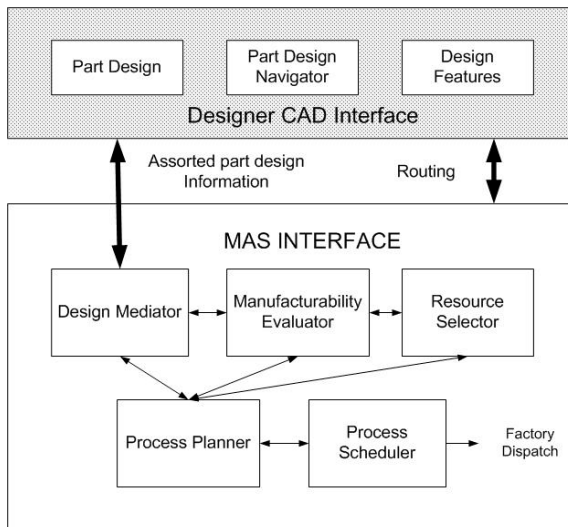 Part Design
Part Design
Navigator
Design
Features
Designer CAD Interface
Assorted part design
Information
Routing
MAS INTERFACE
Design Mediator
Manufacturability
Evaluator
Resource
Selector
Process Planner
Process
Scheduler
Factory
Dispatch